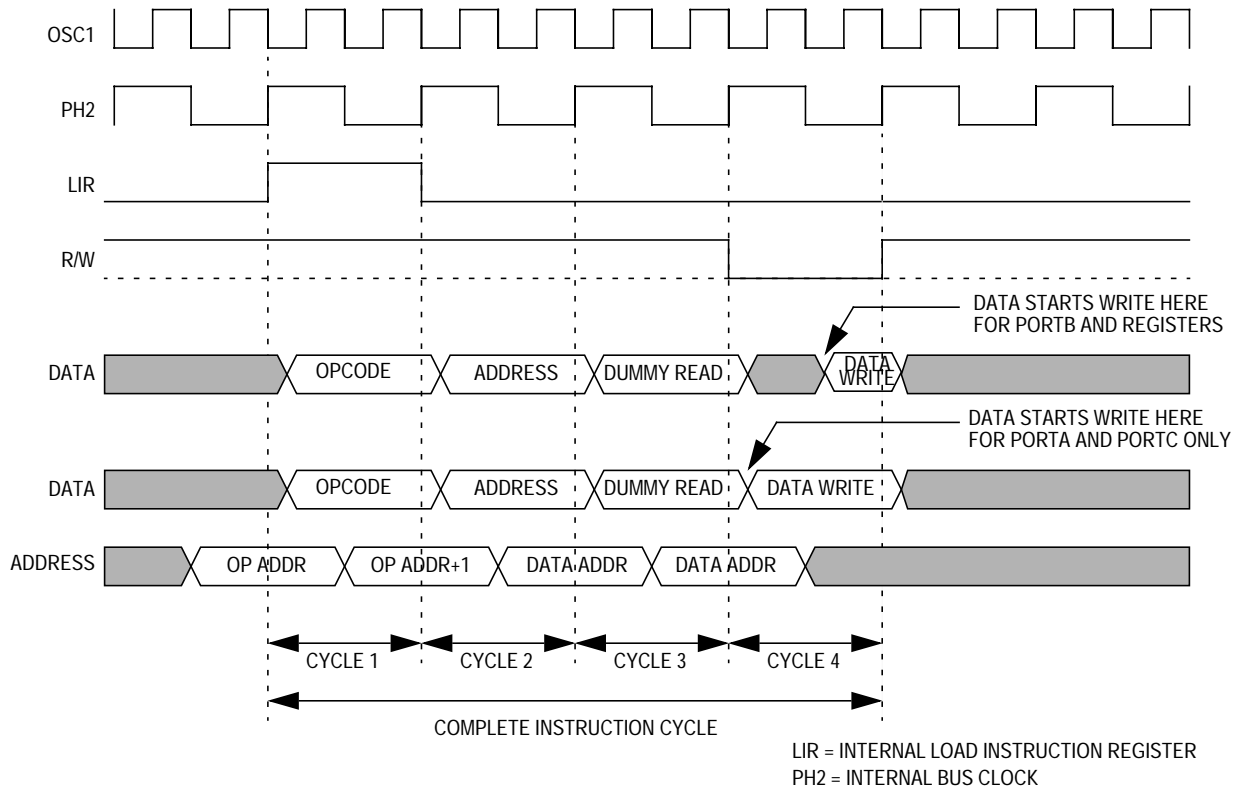 OSC1
PH2
LIR
R/W
DATA STARTS WRITE HERE
FOR PORTB AND REGISTERS
DATA
OPCODE
ADDRESS
DUMMY READ
DATA
WRITE
DATA STARTS WRITE HERE
FOR PORTA AND PORTC ONLY
DATA
OPCODE
ADDRESS
DUMMY READ
DATA WRITE
ADDRESS
OP ADDR
OP ADDR+1
DATA ADDR
DATA ADDR
CYCLE 1
CYCLE 2
CYCLE 3
CYCLE 4
COMPLETE INSTRUCTION CYCLE
LIR = INTERNAL LOAD INSTRUCTION REGISTER
PH2 = INTERNAL BUS CLOCK